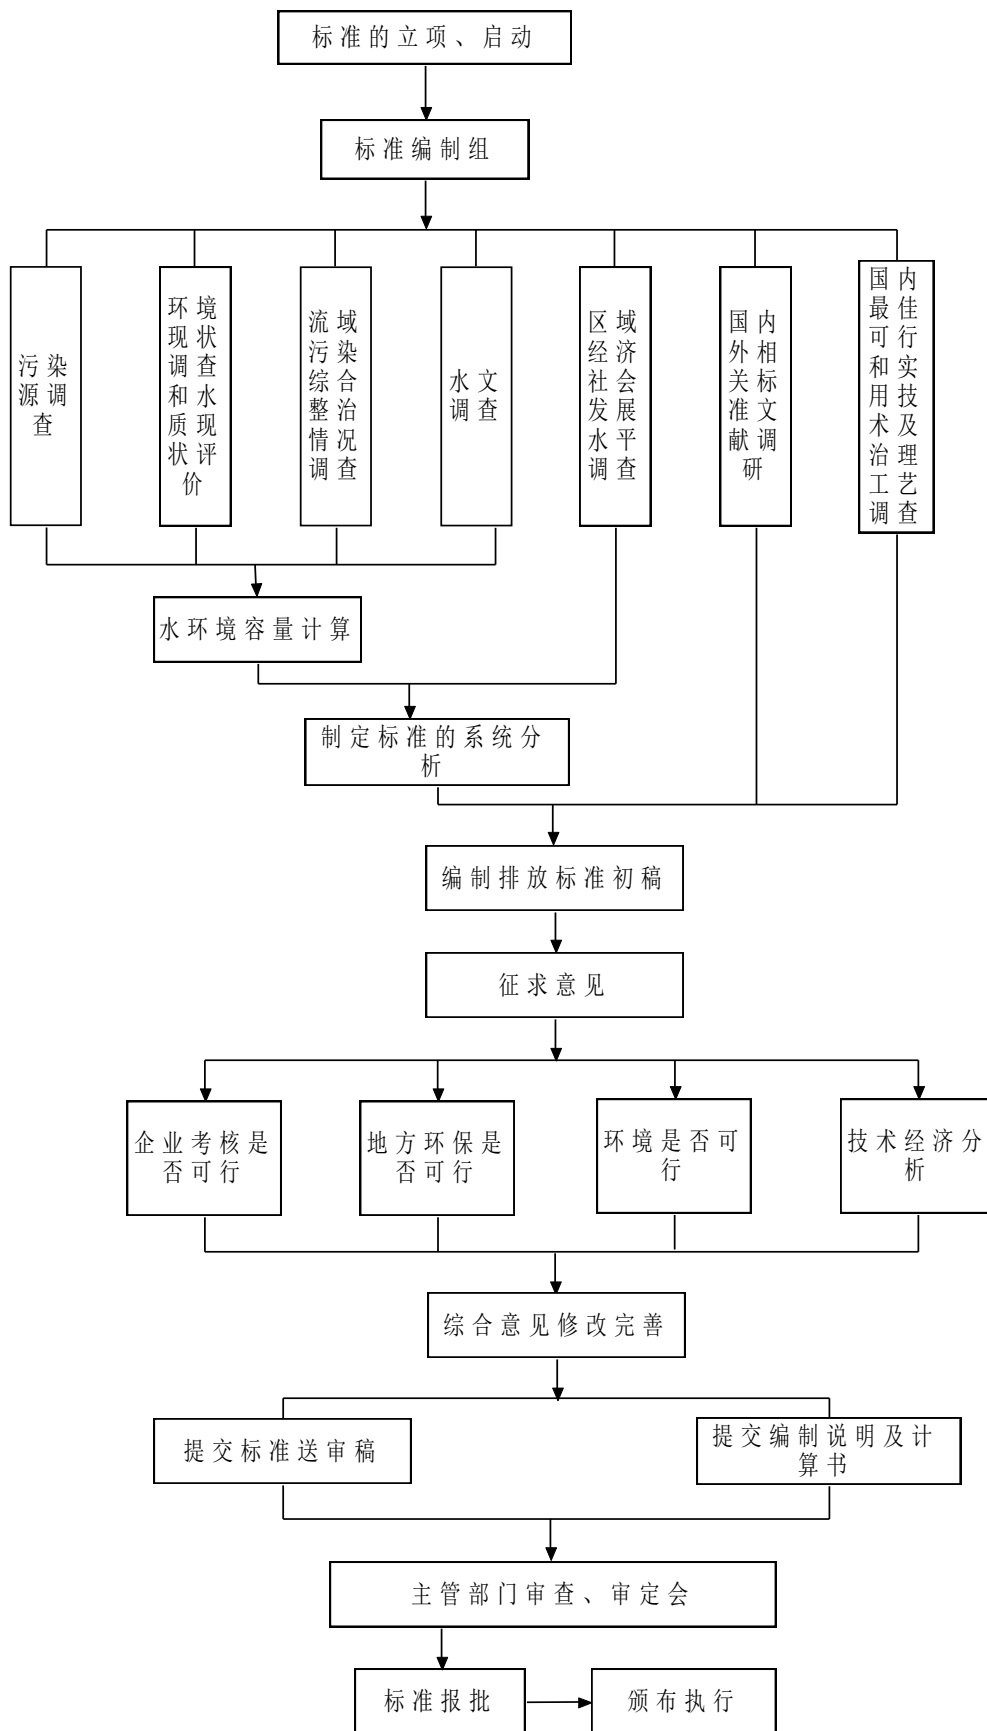 标准的立项、启动
标准编制组
污染
源调
查
环境
现状
调查
和水
质现
状评
价
流域
污染
综合
整治
情况
调查
水文
调查
区域
经济
社会
发展
水平
调查
国内
外相
关标
准文
献调
研
国内
最佳
可行
和实
用技
术及
治理
工艺
调查
水环境容量计算
制定标准的系统分
析
编制排放标准初稿
征求意见
企业考核是
否可行
地方环保是
否可行
环境是否可
行
技术经济分
析
综合意见修改完善
提交标准送审稿
提交编制说明及计
算书
主管部门审查、审定会
标准报批
颁布执行